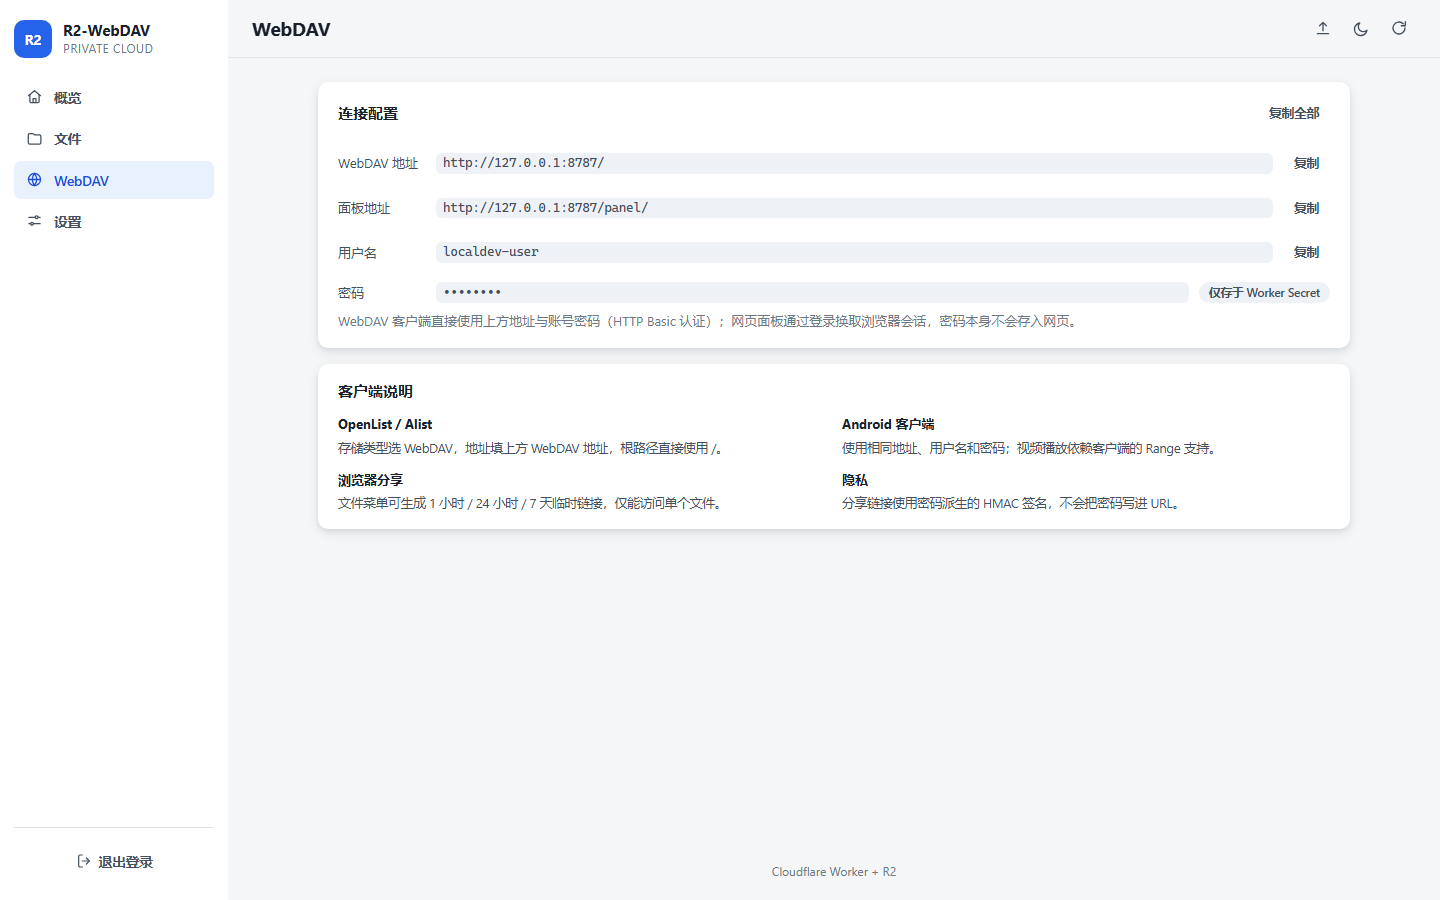 R2
R2-WebDAV
PRIVATE CLOUD
概览
文件
WebDAV
设置
退出登录
WebDAV
连接配置
复制全部
WebDAV 地址
http://127.0.0.1:8787/
复制
面板地址
http://127.0.0.1:8787/panel/
复制
用户名
localdev-user
复制
密码
••••••••
仅存于 Worker Secret
WebDAV 客户端直接使用上方地址与账号密码（HTTP Basic 认证）；网页面板通过登录换取浏览器会话，密码本身不会存入网页。
客户端说明
OpenList / Alist
存储类型选 WebDAV，地址填上方 WebDAV 地址，根路径直接使用 /。
Android 客户端
使用相同地址、用户名和密码；视频播放依赖客户端的 Range 支持。
浏览器分享
文件菜单可生成 1 小时 / 24 小时 / 7 天临时链接，仅能访问单个文件。
隐私
分享链接使用密码派生的 HMAC 签名，不会把密码写进 URL。
Cloudflare Worker + R2